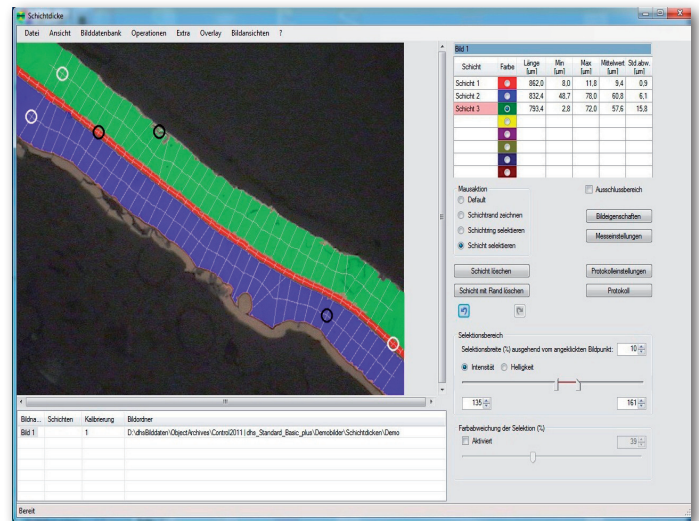 Schichtdicke
Datei Ansicht Bilddatenbank Operationen Extra Overlay Bildansichten ?
Bild 1
Schicht Farbe Länge [um] Min [um] Max [um] Mittelwert [um] Std.abw. [um]
Schicht 1 862,0 8,0 11,8 9,4 0,9
Schicht 2 832,4 48,7 78,0 60,8 6,1
Schicht 3 793,4 2,8 72,0 57,6 15,8
Mausaktion
Ausschlussbereich
Default
Schichtrand zeichnen
Bildeigenschaften
Schichtring selektieren
Messeinstellungen
Schicht selektieren
Schicht löschen
Protokolleinstellungen
Schicht mit Rand löschen
Protokoll
Selektionsbereich
Selektionsbreite (%) ausgehend vom angeklickten Bildpunkt: 10
Intensität Helligkeit
135 161
Farbabweichung der Selektion (%)
Aktiviert 39
Bildna... Schichten Kalibrierung Bildordner
Bild 1 1 D:\dhsBilddaten\ObjectArchives\Control2011\dhs_Standard_Basic_plus\Demobilder\Schichtdicken\Demo
Bereit